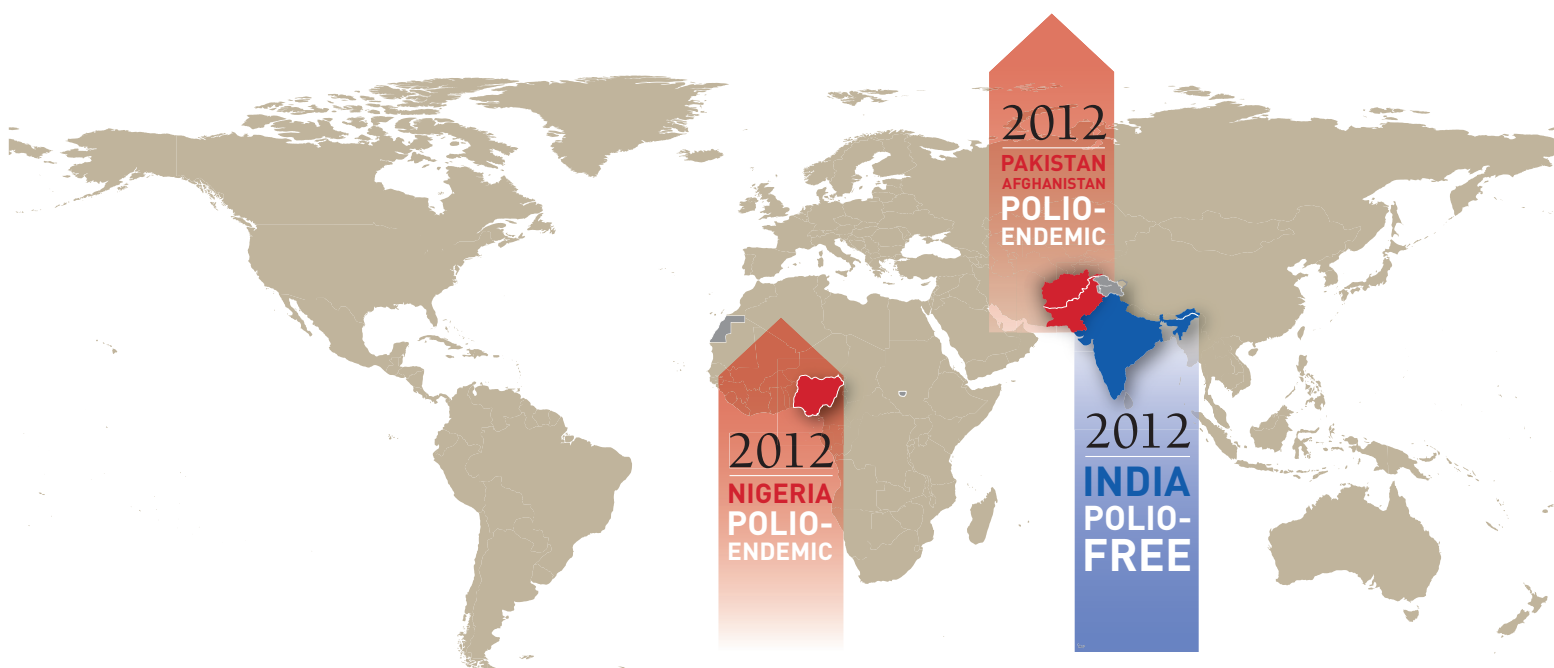 2012
PAKISTAN
AFGHANISTAN
POLIO-
ENDEMIC
2012
NIGERIA
POLIO-
ENDEMIC
2012
INDIA
POLIO-
FREE